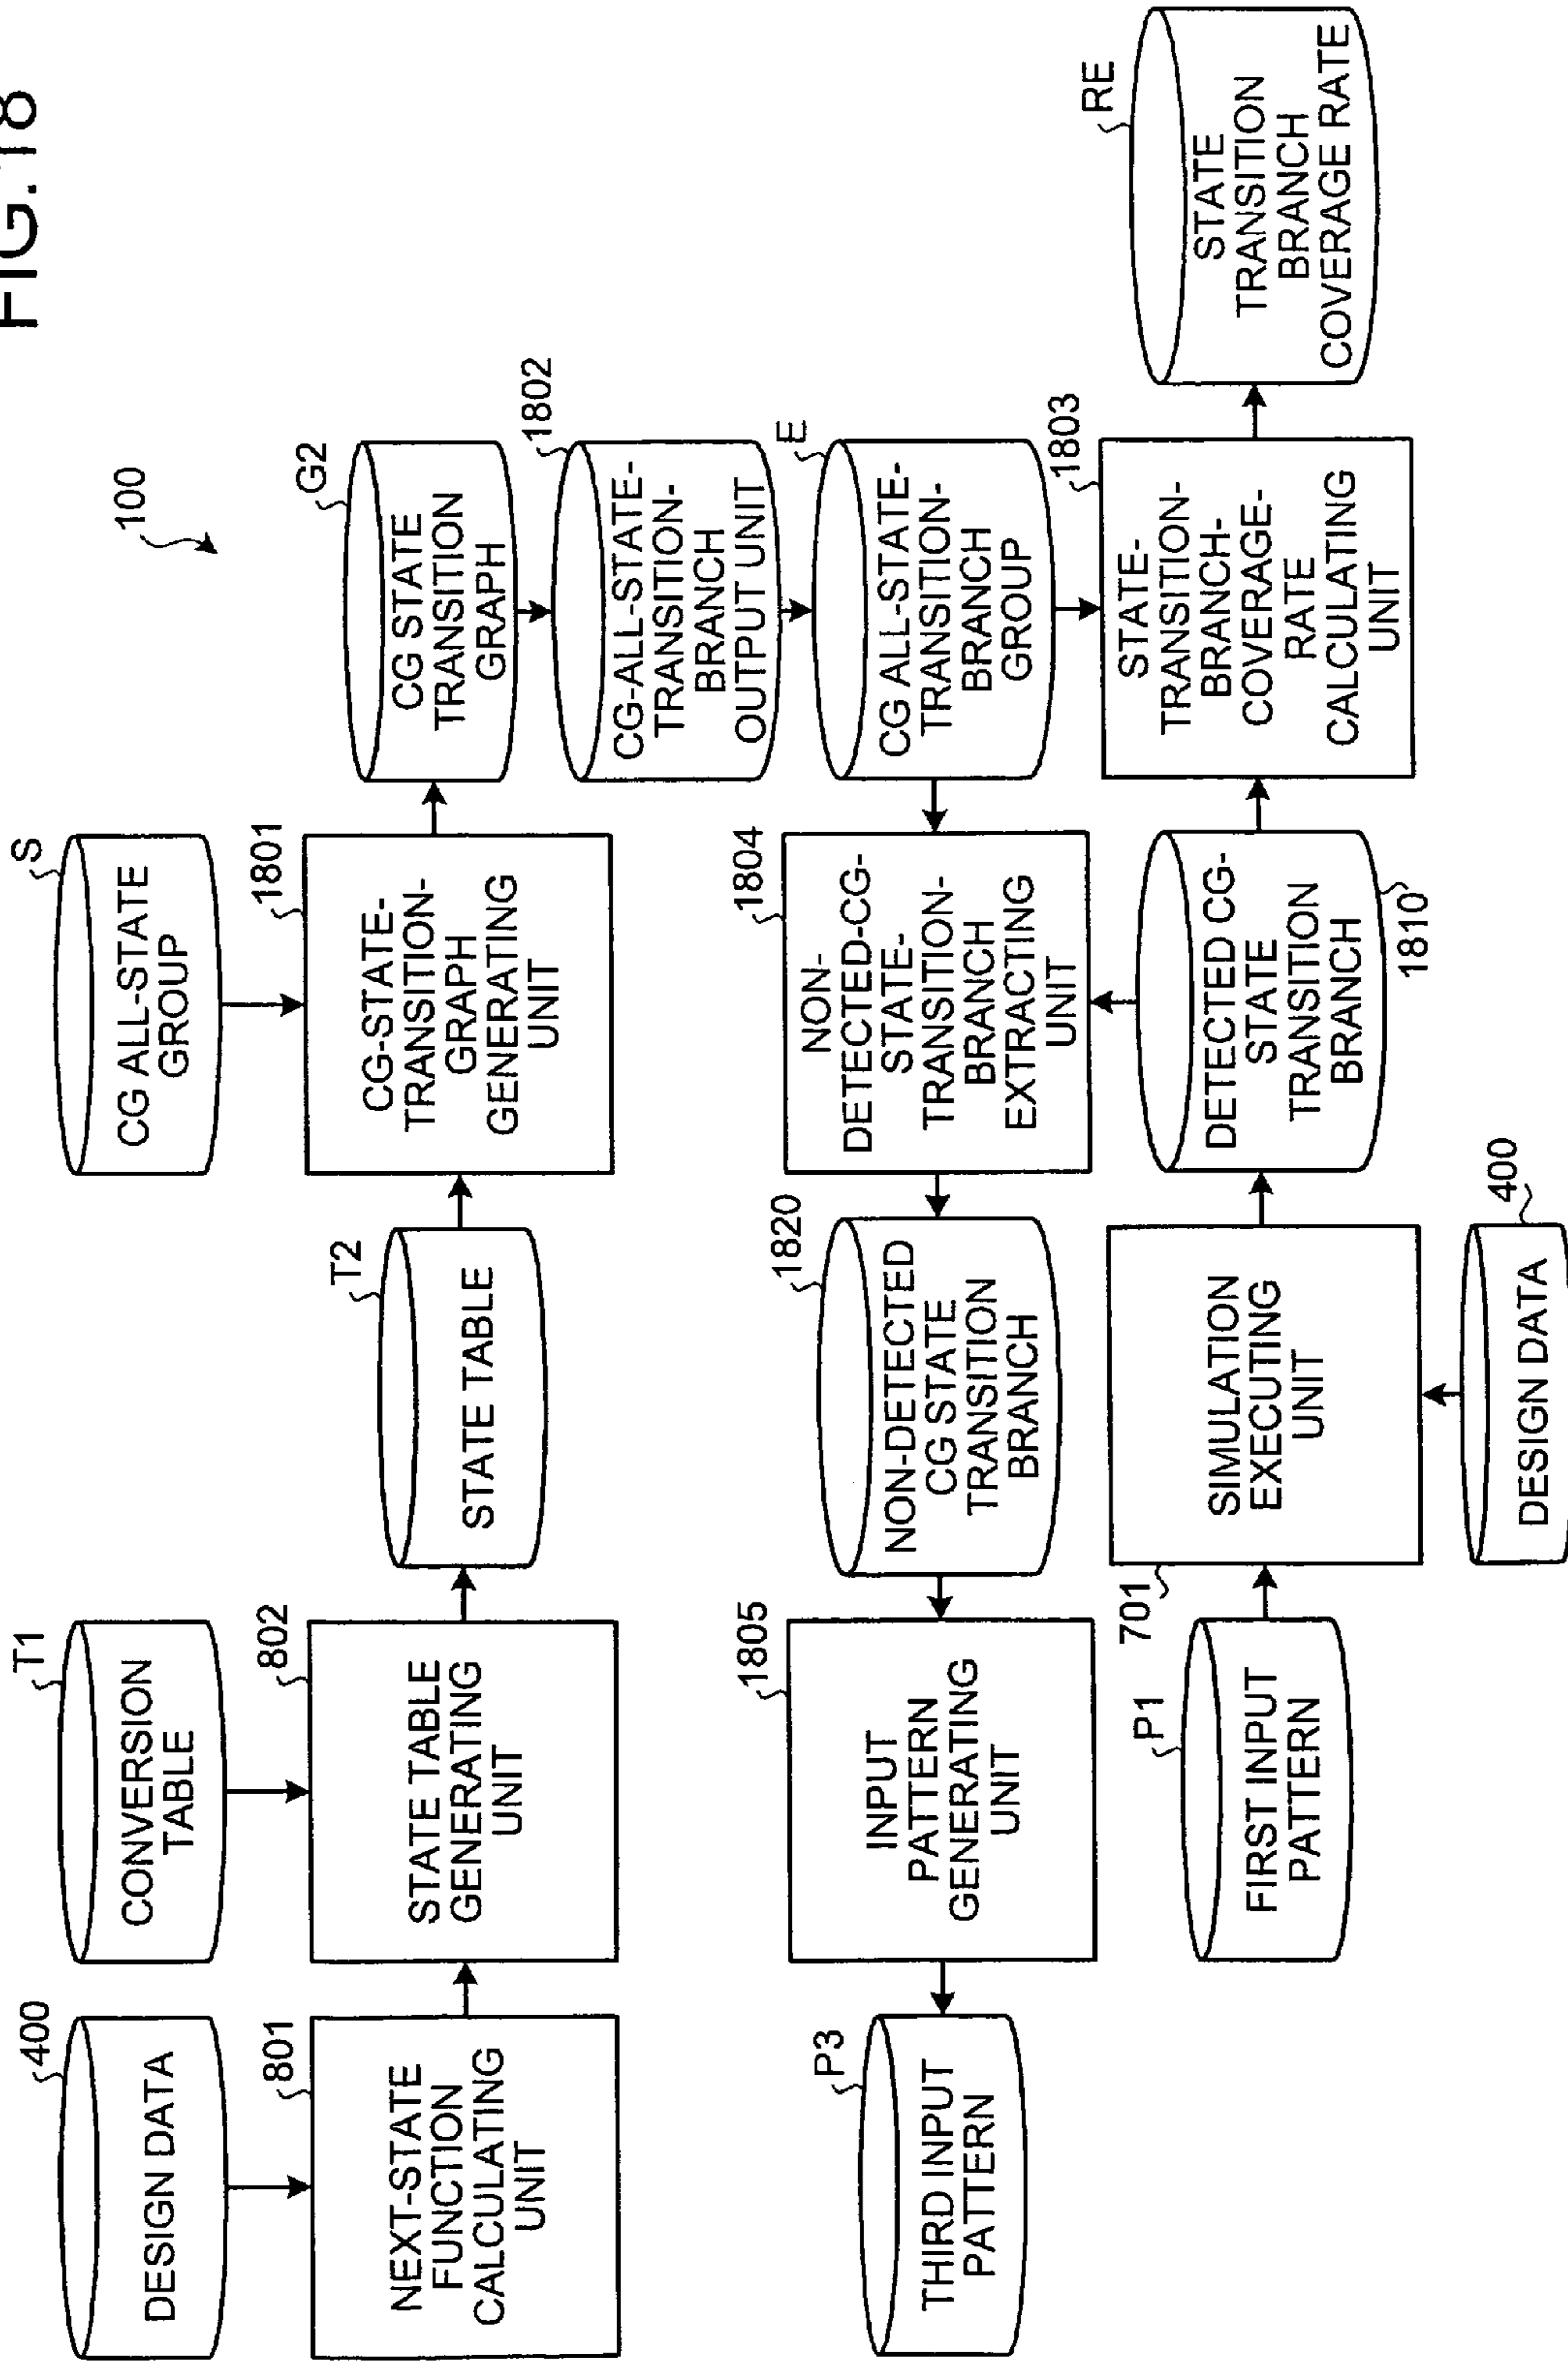 FIG.18
100
400
DESIGN DATA
801
NEXT-STATE
FUNCTION
CALCULATING
UNIT
T1
CONVERSION
TABLE
802
STATE TABLE
GENERATING
UNIT
T2
STATE TABLE
S
CG ALL-STATE
GROUP
1801
CG-STATE-
TRANSITION-
GRAPH
GENERATING
UNIT
G2
CG STATE
TRANSITION
GRAPH
1802
CG-ALL-STATE-
TRANSITION-
BRANCH
OUTPUT UNIT
E
CG ALL-STATE-
TRANSITION-
BRANCH
GROUP
P3
THIRD INPUT
PATTERN
1805
INPUT
PATTERN
GENERATING
UNIT
1820
NON-DETECTED
CG STATE
TRANSITION
BRANCH
1804
NON-
DETECTED-CG-
STATE-
TRANSITION-
BRANCH
EXTRACTING
UNIT
P1
FIRST INPUT
PATTERN
701
SIMULATION
EXECUTING
UNIT
400
DESIGN DATA
DETECTED CG-
STATE
TRANSITION
BRANCH
1810
1803
STATE-
TRANSITION-
BRANCH-
COVERAGE-
RATE
CALCULATING
UNIT
RE
STATE
TRANSITION
BRANCH
COVERAGE RATE